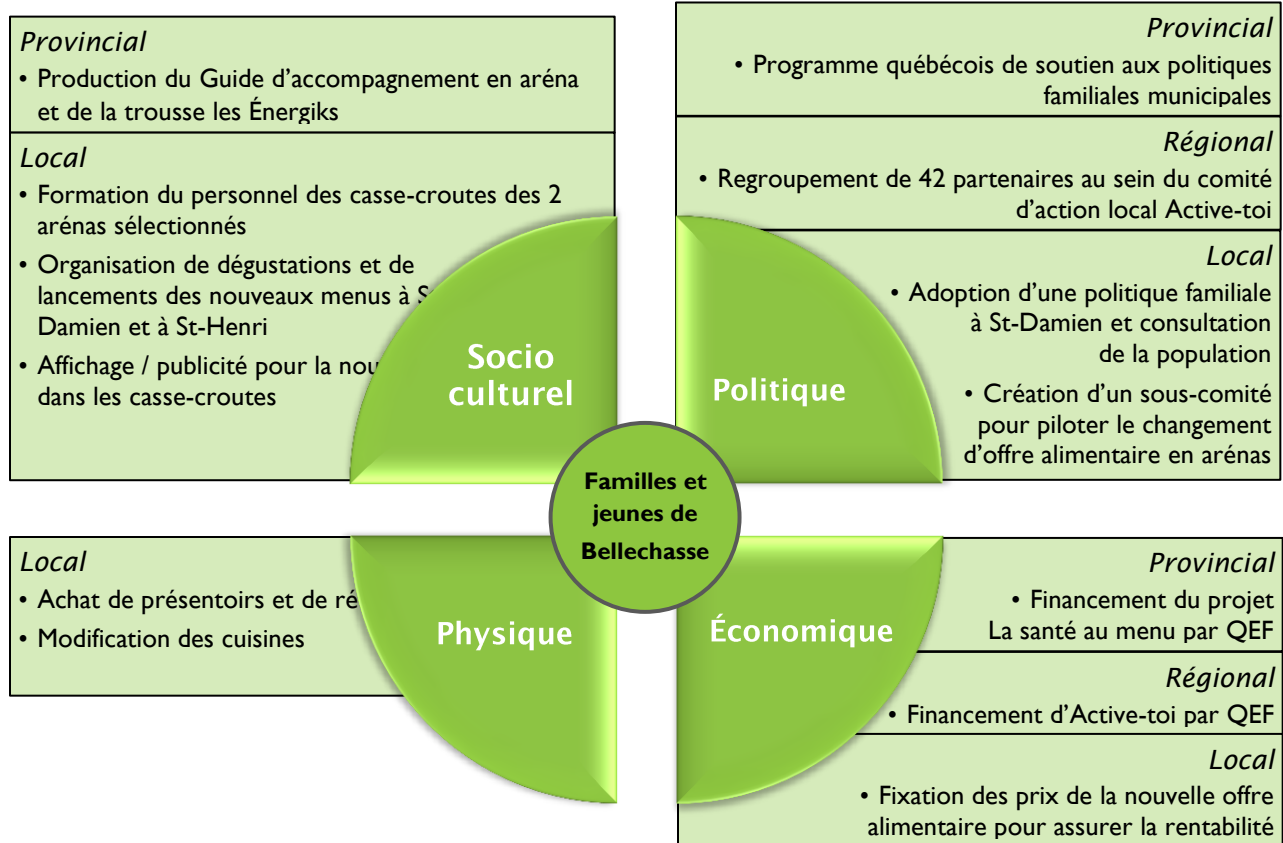 Provincial
• Production du Guide d'accompagnement en aréna
et de la trousse les Énergiks
Local
• Formation du personnel des casse-croutes des 2
arénas sélectionnés
• Organisation de dégustations et de
lancements des nouveaux menus à
Damien et à St-Henri
• Affichage / publicité pour la
dans les casse-croutes
Socio
culturel
Provincial
• Programme québécois de soutien aux politiques
familiales municipales
Régional
• Regroupement de 42 partenaires au sein du comité
d'action local Active-toi
Local
• Adoption d'une politique familiale
à St-Damien et consultation
de la population
• Création d'un sous-comité
pour piloter le changement
d'offre alimentaire en arénas
Politique
Familles et
jeunes de
Bellechasse
Local
• Achat de présentoirs et de
• Modification des cuisines
Physique
Économique
Provincial
• Financement du projet
La santé au menu par QEF
Régional
• Financement d'Active-toi par QEF
Local
• Fixation des prix de la nouvelle offre
alimentaire pour assurer la rentabilité